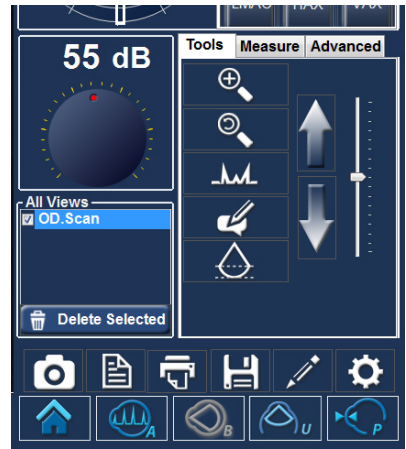 55 dB
Tools Measure Advanced
All Views
OD.Scan
Delete Selected
A B U P